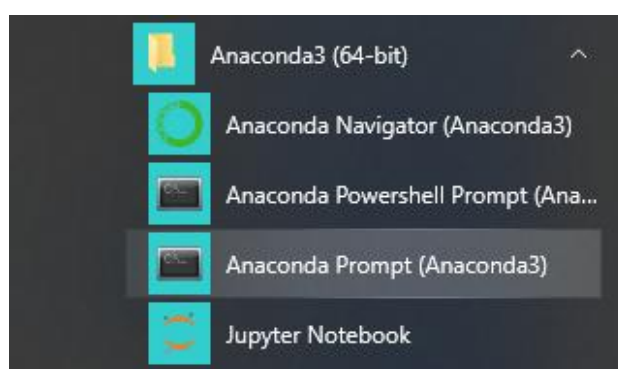 Anaconda3 (64-bit)
Anaconda Navigator (Anaconda3)
Anaconda Powershell Prompt (Ana...
Anaconda Prompt (Anaconda3)
Jupyter Notebook